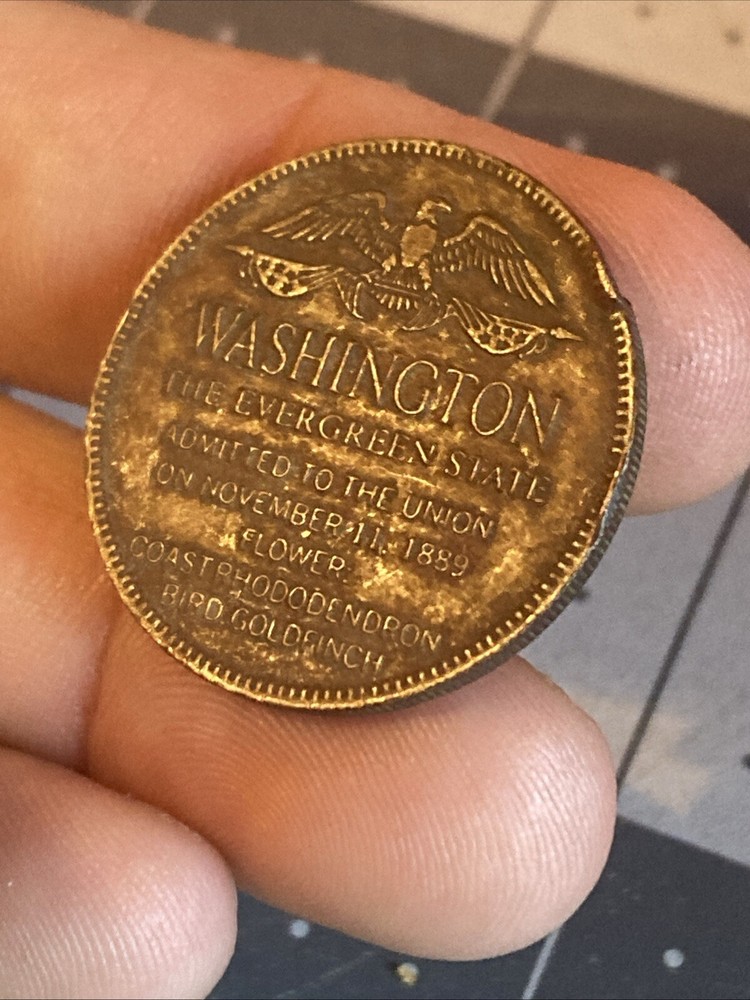 WASHINGTON
THE EVERGREEN STATE
ADMITTED TO THE UNION
ON NOVEMBER 11, 1889
FLOWER:
COAST RHODODENDRON
BIRD: GOLDFINCH